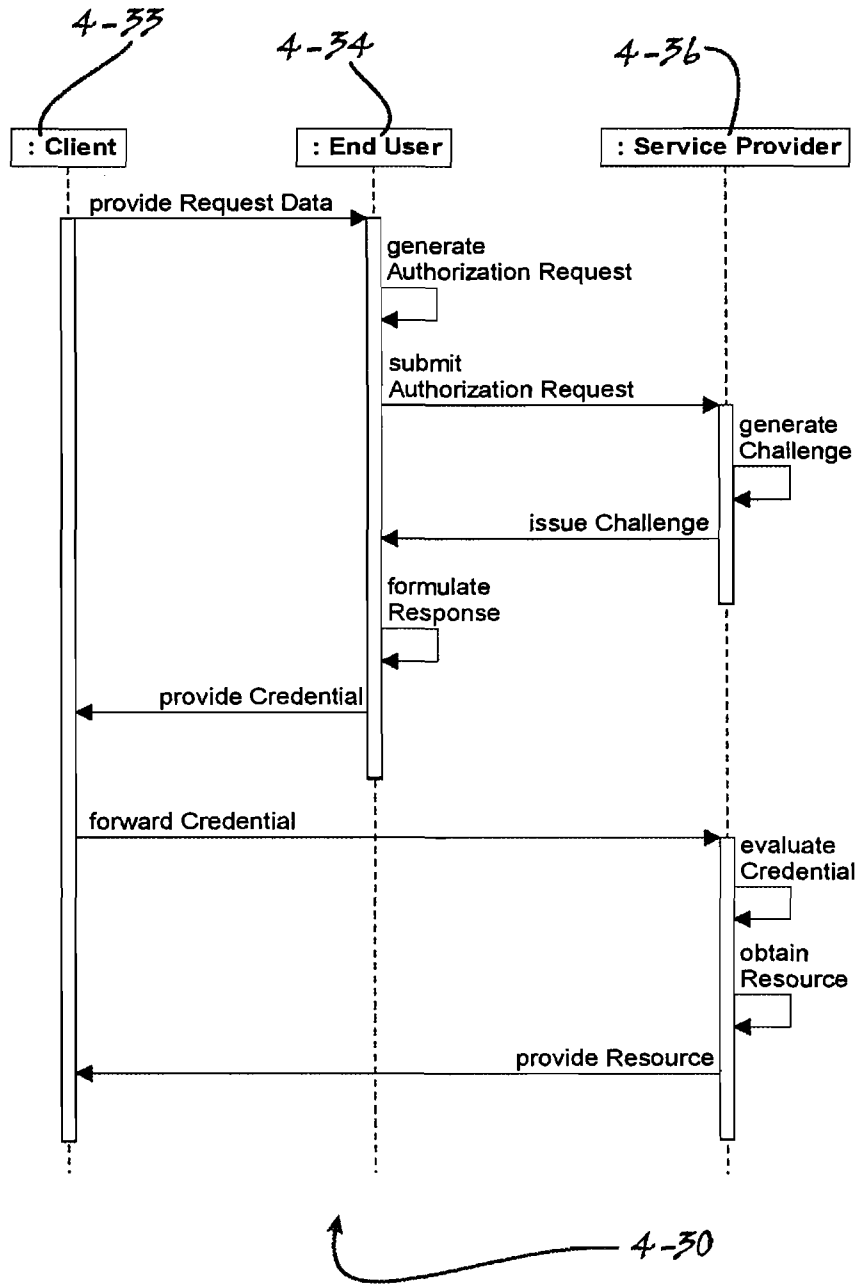 4-33
4-34
4-36
: Client
: End User
: Service Provider
provide Request Data
generate
Authorization Request
submit
Authorization Request
generate
Challenge
issue Challenge
formulate
Response
provide Credential
forward Credential
evaluate
Credential
obtain
Resource
provide Resource
4-30